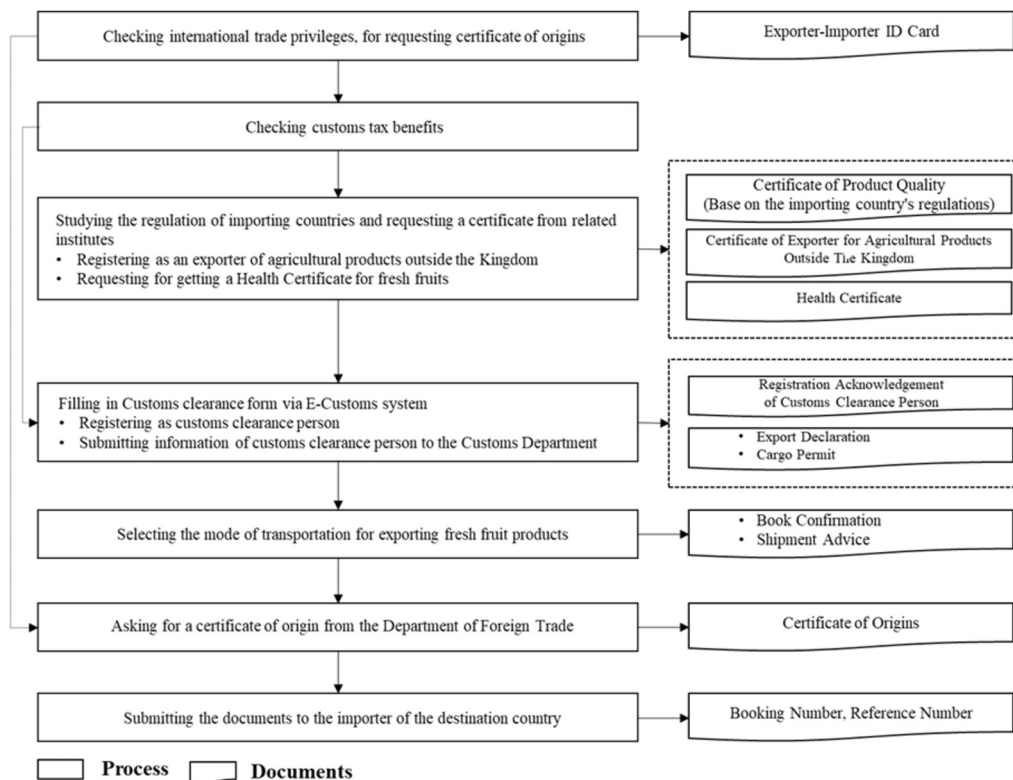 Checking international trade privileges, for requesting certificate of origins
Exporter-Importer ID Card
Checking customs tax benefits
Studying the regulation of importing countries and requesting a certificate from related
institutes
• Registering as an exporter of agricultural products outside the Kingdom
• Requesting for getting a Health Certificate for fresh fruits
Certificate of Product Quality
(Base on the importing country's regulations)
Certificate of Exporter for Agricultural Products
Outside The Kingdom
Health Certificate
Filling in Customs clearance form via E-Customs system
• Registering as customs clearance person
• Submitting information of customs clearance person to the Customs Department
Registration Acknowledgement
of Customs Clearance Person
• Export Declaration
• Cargo Permit
Selecting the mode of transportation for exporting fresh fruit products
• Book Confirmation
• Shipment Advice
Asking for a certificate of origin from the Department of Foreign Trade
Certificate of Origins
Submitting the documents to the importer of the destination country
Booking Number, Reference Number
Process
Documents